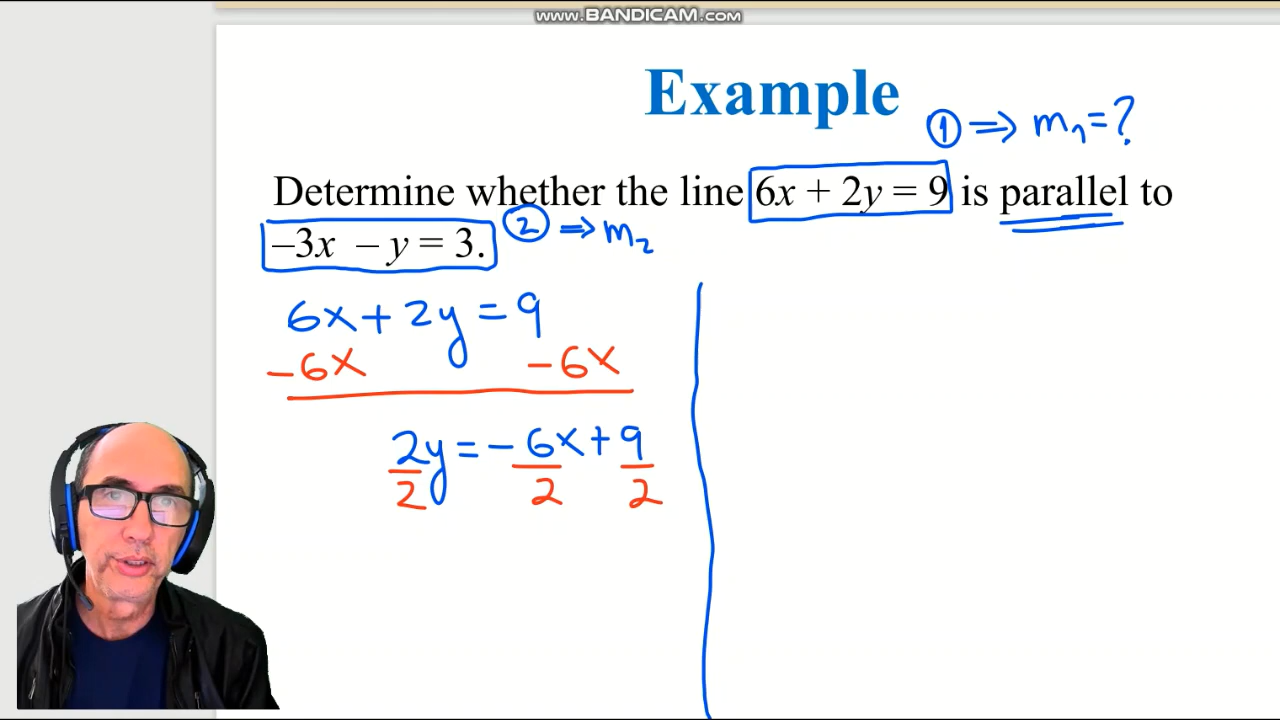 WWW.BANDICAM.COM
Example
① ⇒ m₁=?
Determine whether the line 6x + 2y = 9 is parallel to
–3x – y = 3. ② ⇒ m₂
6x+2y=9
-6x -6x
2y=-6x+9
2 2 2